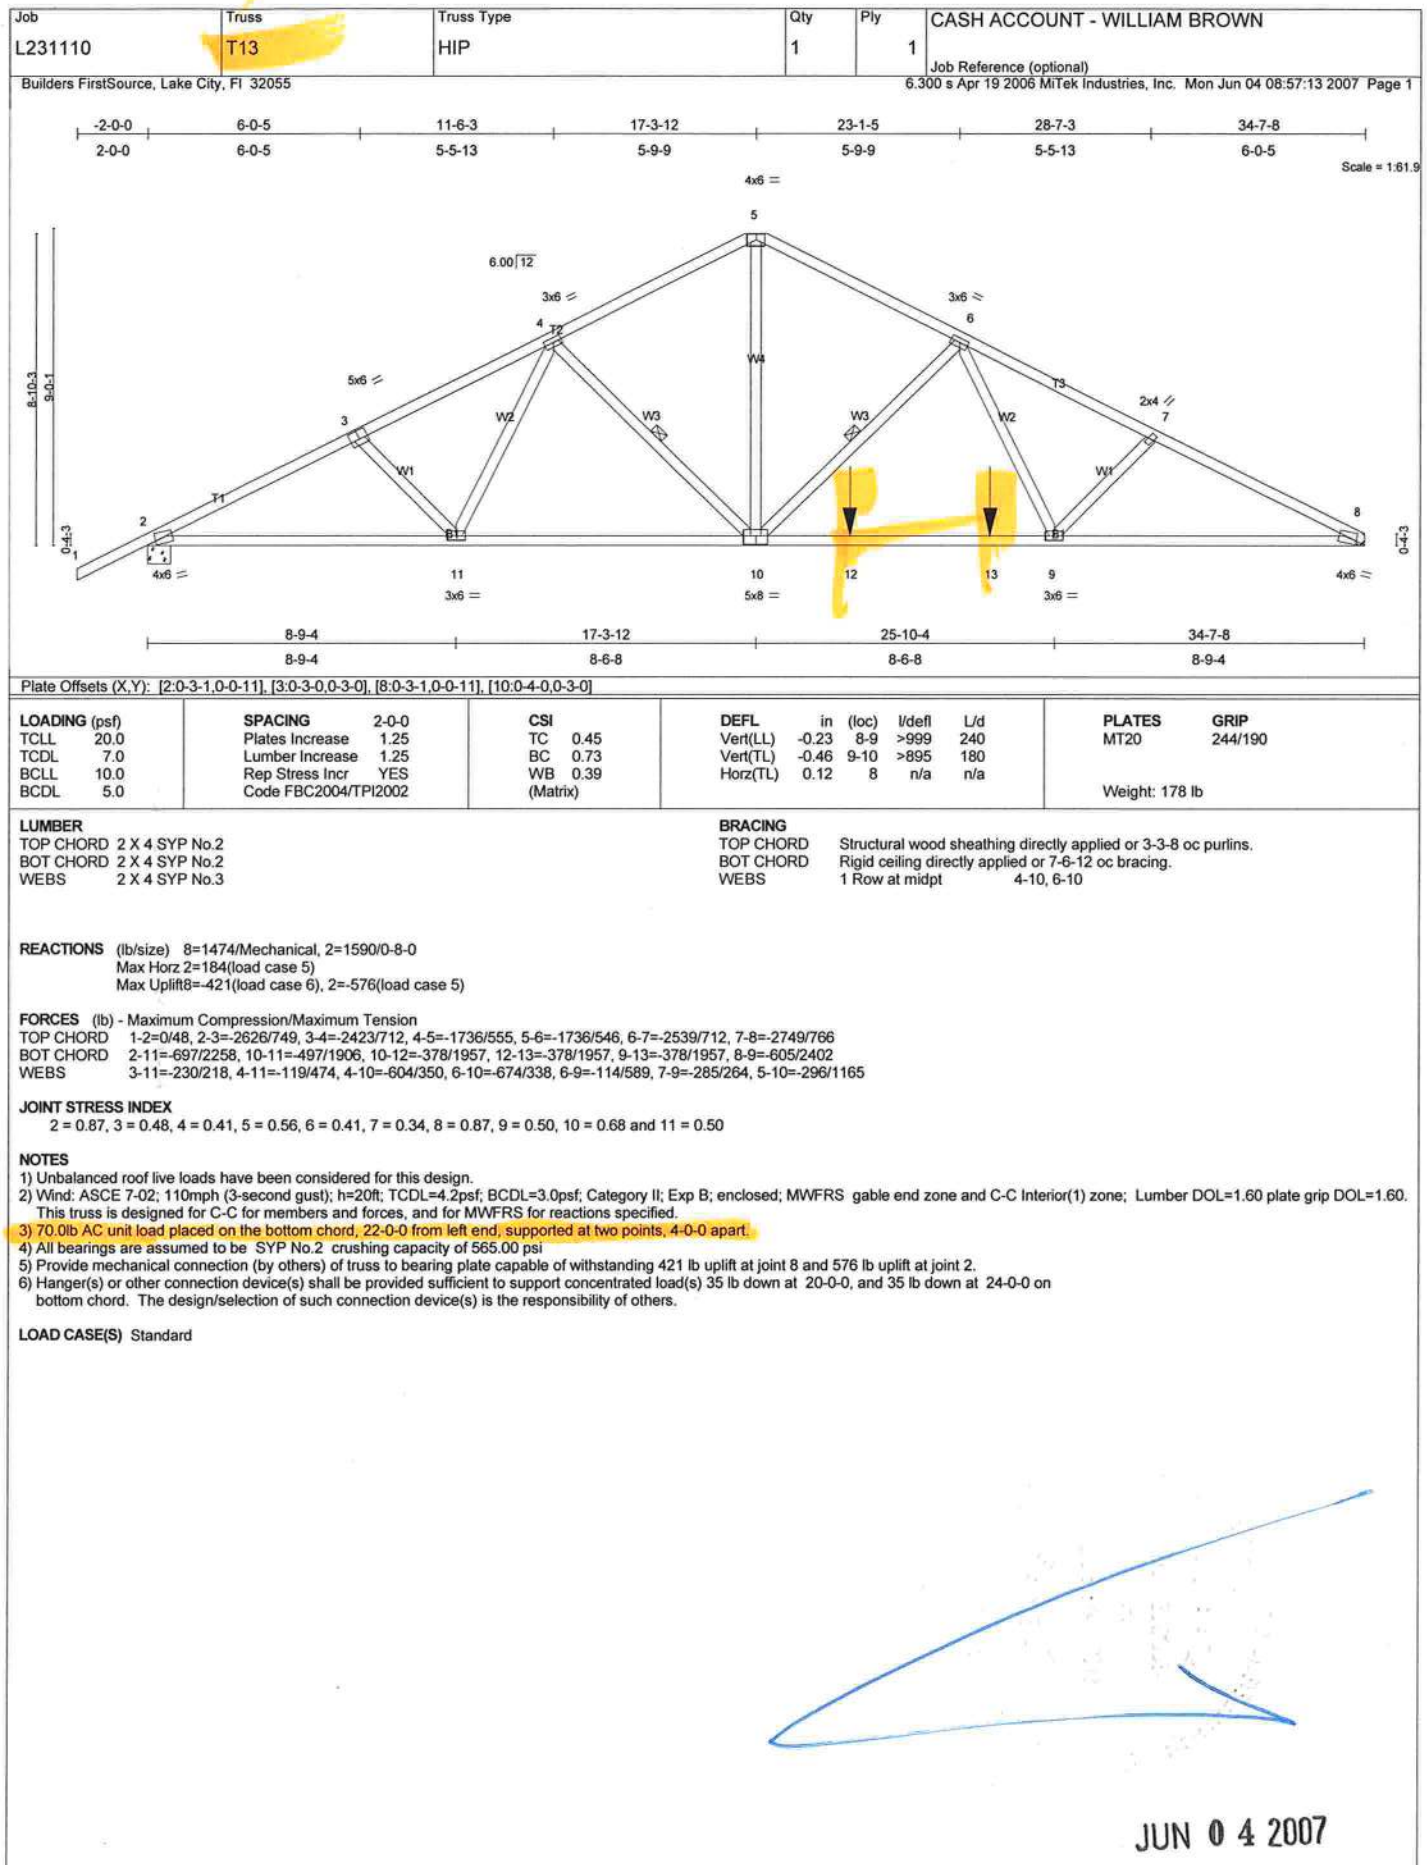 Job Truss Truss Type Qty Ply CASH ACCOUNT - WILLIAM BROWN
L231110 T13 HIP 1 1
Job Reference (optional)
Builders FirstSource, Lake City, Fl 32055 6.300 s Apr 19 2006 MiTek Industries, Inc. Mon Jun 04 08:57:13 2007 Page 1
-2-0-0 6-0-5 11-6-3 17-3-12 23-1-5 28-7-3 34-7-8
2-0-0 6-0-5 5-5-13 5-9-9 5-9-9 5-5-13 6-0-5
Scale = 1:61.9
4x6 =
5
6.00 12
3x6 = 3x6 =
4 T2 6
W4
8-10-3 9-0-1
5x6 = T3
2x4 //
3 W2 W3 W3 W2 7
W1 W1
T1
2 8
0-4-3 B1 B1 0-4-3
1
4x6 = 11 10 12 13 9 4x6 =
3x6 = 5x8 = 3x6 =
8-9-4 17-3-12 25-10-4 34-7-8
8-9-4 8-6-8 8-6-8 8-9-4
Plate Offsets (X,Y): [2:0-3-1,0-0-11], [3:0-3-0,0-3-0], [8:0-3-1,0-0-11], [10:0-4-0,0-3-0]
LOADING (psf) SPACING 2-0-0 CSI DEFL in (loc) l/defl L/d PLATES GRIP
TCLL 20.0 Plates Increase 1.25 TC 0.45 Vert(LL) -0.23 8-9 >999 240 MT20 244/190
TCDL 7.0 Lumber Increase 1.25 BC 0.73 Vert(TL) -0.46 9-10 >895 180
BCLL 10.0 Rep Stress Incr YES WB 0.39 Horz(TL) 0.12 8 n/a n/a
BCDL 5.0 Code FBC2004/TPI2002 (Matrix) Weight: 178 lb
LUMBER BRACING
TOP CHORD 2 X 4 SYP No.2 TOP CHORD Structural wood sheathing directly applied or 3-3-8 oc purlins.
BOT CHORD 2 X 4 SYP No.2 BOT CHORD Rigid ceiling directly applied or 7-6-12 oc bracing.
WEBS 2 X 4 SYP No.3 WEBS 1 Row at midpt 4-10, 6-10
REACTIONS (lb/size) 8=1474/Mechanical, 2=1590/0-8-0
Max Horz 2=184(load case 5)
Max Uplift8=-421(load case 6), 2=-576(load case 5)
FORCES (lb) - Maximum Compression/Maximum Tension
TOP CHORD 1-2=0/48, 2-3=-2626/749, 3-4=-2423/712, 4-5=-1736/555, 5-6=-1736/546, 6-7=-2539/712, 7-8=-2749/766
BOT CHORD 2-11=-697/2258, 10-11=-497/1906, 10-12=-378/1957, 12-13=-378/1957, 9-13=-378/1957, 8-9=-605/2402
WEBS 3-11=-230/218, 4-11=-119/474, 4-10=-604/350, 6-10=-674/338, 6-9=-114/589, 7-9=-285/264, 5-10=-296/1165
JOINT STRESS INDEX
2 = 0.87, 3 = 0.48, 4 = 0.41, 5 = 0.56, 6 = 0.41, 7 = 0.34, 8 = 0.87, 9 = 0.50, 10 = 0.68 and 11 = 0.50
NOTES
1) Unbalanced roof live loads have been considered for this design.
2) Wind: ASCE 7-02; 110mph (3-second gust); h=20ft; TCDL=4.2psf; BCDL=3.0psf; Category II; Exp B; enclosed; MWFRS gable end zone and C-C Interior(1) zone; Lumber DOL=1.60 plate grip DOL=1.60.
This truss is designed for C-C for members and forces, and for MWFRS for reactions specified.
3) 70.0lb AC unit load placed on the bottom chord, 22-0-0 from left end, supported at two points, 4-0-0 apart.
4) All bearings are assumed to be SYP No.2 crushing capacity of 565.00 psi
5) Provide mechanical connection (by others) of truss to bearing plate capable of withstanding 421 lb uplift at joint 8 and 576 lb uplift at joint 2.
6) Hanger(s) or other connection device(s) shall be provided sufficient to support concentrated load(s) 35 lb down at 20-0-0, and 35 lb down at 24-0-0 on
bottom chord. The design/selection of such connection device(s) is the responsibility of others.
LOAD CASE(S) Standard
JUN 04 2007